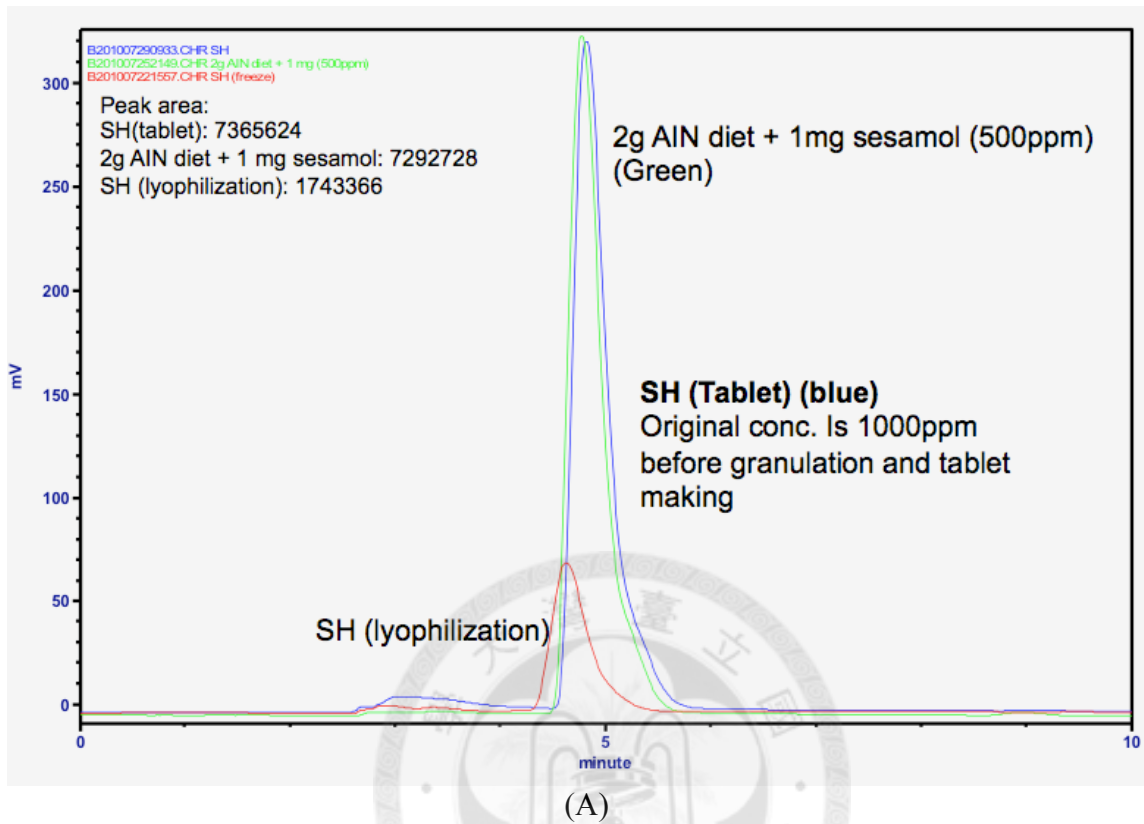 B201007290933.CHR SH
B201007252149.CHR 2g AIN diet + 1 mg (500ppm)
B201007221557.CHR SH (freeze)
Peak area:
SH(tablet): 7365624
2g AIN diet + 1 mg sesamol: 7292728
SH (lyophilization): 1743366
2g AIN diet + 1mg sesamol (500ppm)
(Green)
SH (Tablet) (blue)
Original conc. Is 1000ppm
before granulation and tablet
making
SH (lyophilization)
mV
300
250
200
150
100
50
0
0
5
10
minute
大 臺 立
(A)